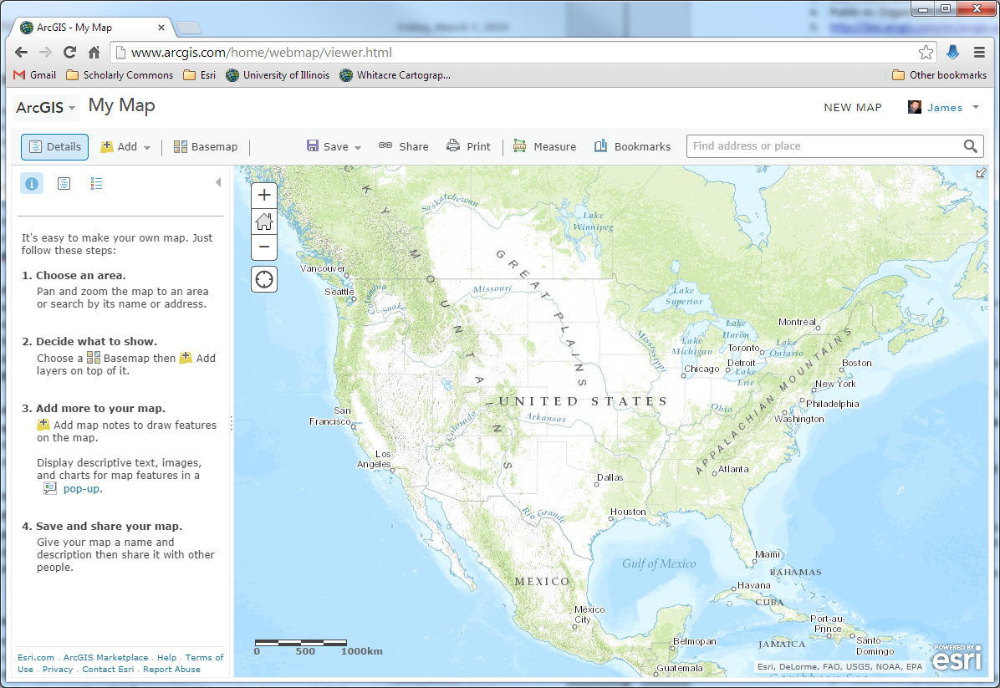 Friday, March 7, 2014
ArcGIS - My Map
www.arcgis.com/home/webmap/viewer.html
Gmail Scholarly Commons Esri University of Illinois Whitacre Cartograp... Other bookmarks
ArcGIS My Map NEW MAP James
Details Add Basemap Save Share Print Measure Bookmarks Find address or place
It's easy to make your own map. Just
follow these steps:
1. Choose an area.
Pan and zoom the map to an area
or search by its name or address.
2. Decide what to show.
Choose a Basemap then Add
layers on top of it.
3. Add more to your map.
Add map notes to draw features
on the map.
Display descriptive text, images,
and charts for map features in a
pop-up.
4. Save and share your map.
Give your map a name and
description then share it with other
people.
Esri.com . ArcGIS Marketplace . Help . Terms of
Use . Privacy . Contact Esri . Report Abuse
+
−
CKY MOUNTAINS
Saskatchewan
Lake
Winnipeg
GREAT PLAINS
Vancouver
Seattle
Columbia
Snake
Missouri
Lake
Superior
Mississippi
Lake
Michigan
Lake
Huron
Montréal
Toronto
Lake
Ontario
Detroit
Lake
Erie
Chicago
Boston
New York
Philadelphia
Washington
APPALACHIAN MOUNTAINS
UNITED STATES
Ohio
Arkansas
Colorado
San
Francisco
Los
Angeles
Atlanta
Dallas
Houston
Rio Grande
Gulf of Mexico
Miami
BAHAMAS
Havana
CUBA
MEXICO
México
City
Port-au-
Prince
Santo
Domingo
JAMAICA
Belmopan
Guatemala
Caribbean Sea
0 500 1000km
Esri, DeLorme, FAO, USGS, NOAA, EPA
POWERED BY
esri